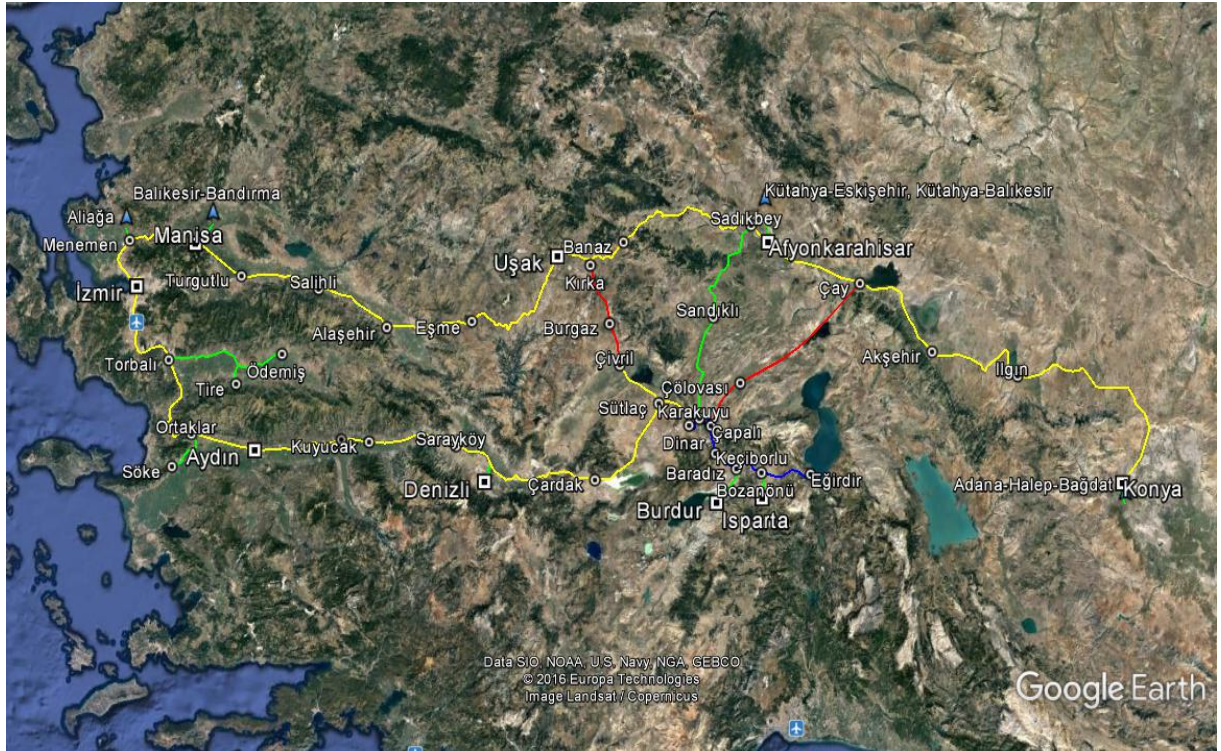 Kütahya-Eskişehir, Kütahya-Balıkesir
Balıkesir-Bandırma
Aliağa
Sadıkbey
Menemen
Manisa
Banaz
Afyonkarahisar
Uşak
Turgutlu
Salihli
Kırka
Çay
İzmir
Sandıklı
Burgaz
Alaşehir
Eşme
Torbalı
Ödemiş
Tire
Çivril
Akşehir
Ilgın
Çölovası
Sütlaç
Karakuyu
Ortaklar
Dinar
Çapalı
Kuyucak
Sarayköy
Aydın
Söke
Keçiborlu
Baradız
Eğirdir
Denizli
Çardak
Bozanönü
Adana-Halep-Bağdat
Konya
Burdur
Isparta
Data SIO, NOAA, U.S. Navy, NGA, GEBCO
© 2016 Europa Technologies
Image Landsat / Copernicus
Google Earth